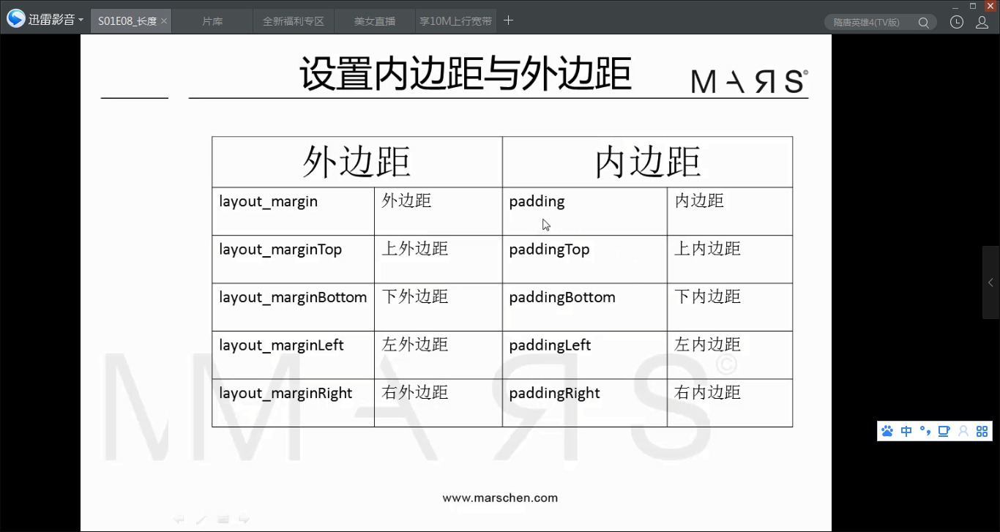 迅雷影音
S01E08_长度
片库
全新福利专区
美女直播
享10M上行宽带
隋唐英雄4(TV版)
设置内边距与外边距
MARS©
外边距 内边距
layout_margin 外边距 padding 内边距
layout_marginTop 上外边距 paddingTop 上内边距
layout_marginBottom 下外边距 paddingBottom 下内边距
layout_marginLeft 左外边距 paddingLeft 左内边距
layout_marginRight 右外边距 paddingRight 右内边距
MMARS©
www.marschen.com
中